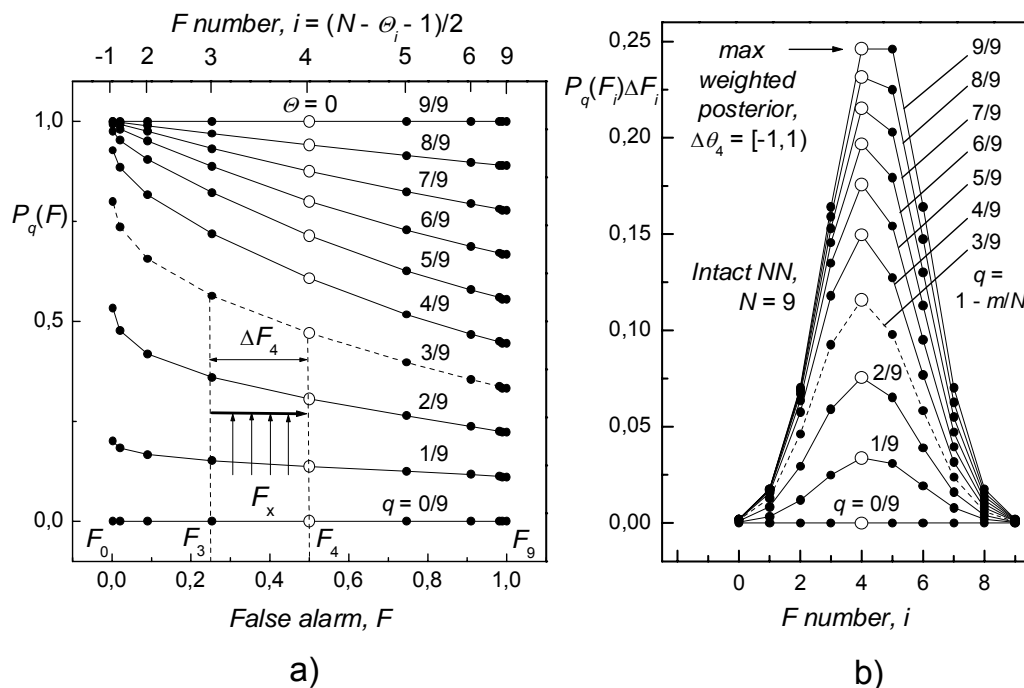 F number, i = (N - Θi - 1)/2
-1 2 3 4 5 6 9
Θ = 0
9/9
8/9
7/9
6/9
5/9
4/9
3/9
2/9
1/9
q = 0/9
1,0
Pq(F)
0,5
0,0
ΔF4
Fx
F0 F3 F4 F9
0,0 0,2 0,4 0,6 0,8 1,0
False alarm, F
a)
0,25
Pq(Fi)ΔFi
0,20
0,15
0,10
0,05
0,00
max
weighted
posterior,
Δθ4 = [-1,1)
9/9
8/9
7/9
6/9
5/9
4/9
3/9
q =
1 - m/N
Intact NN,
N = 9
2/9
1/9
q = 0/9
0 2 4 6 8
F number, i
b)